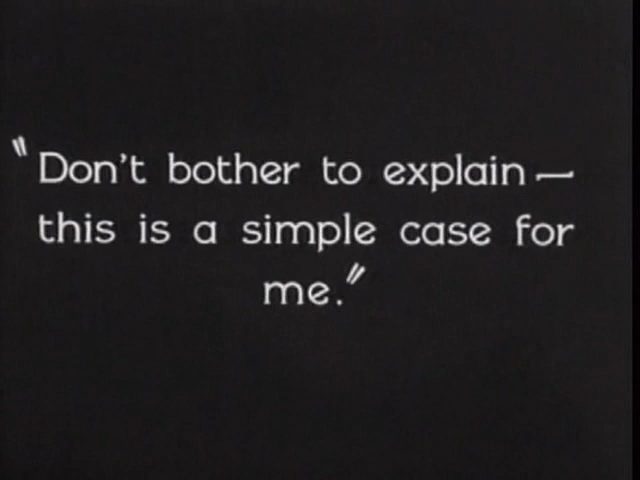 "Don't bother to explain —
this is a simple case for
me."